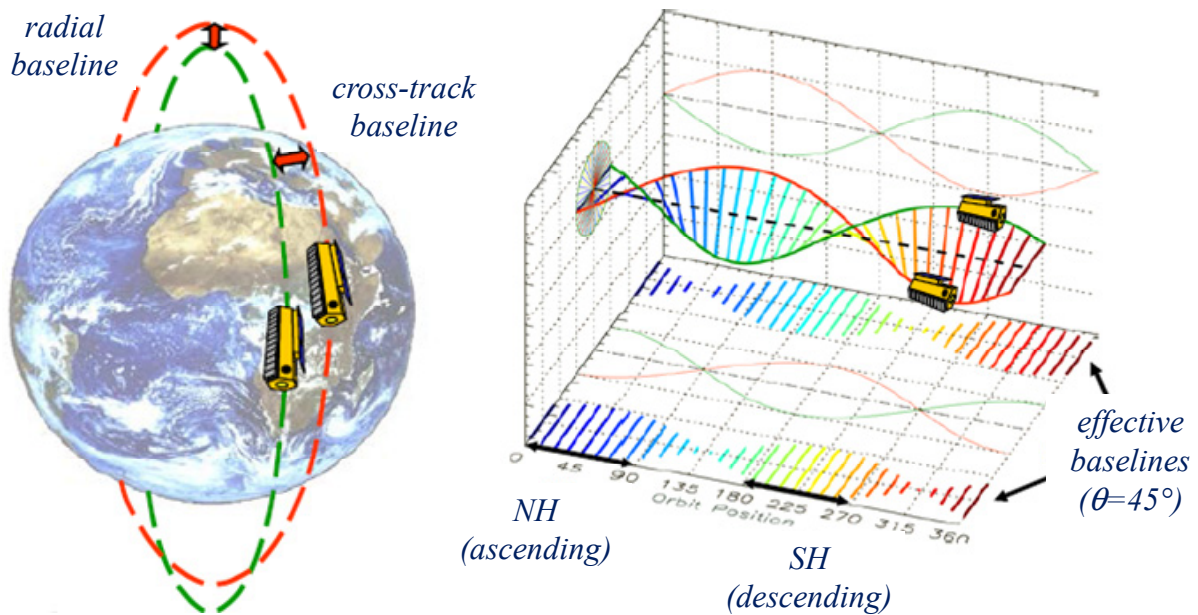 radial
baseline
cross-track
baseline
0
45
90
135
180
225
270
315
360
Orbit Position
NH
(ascending)
SH
(descending)
effective
baselines
(θ=45°)